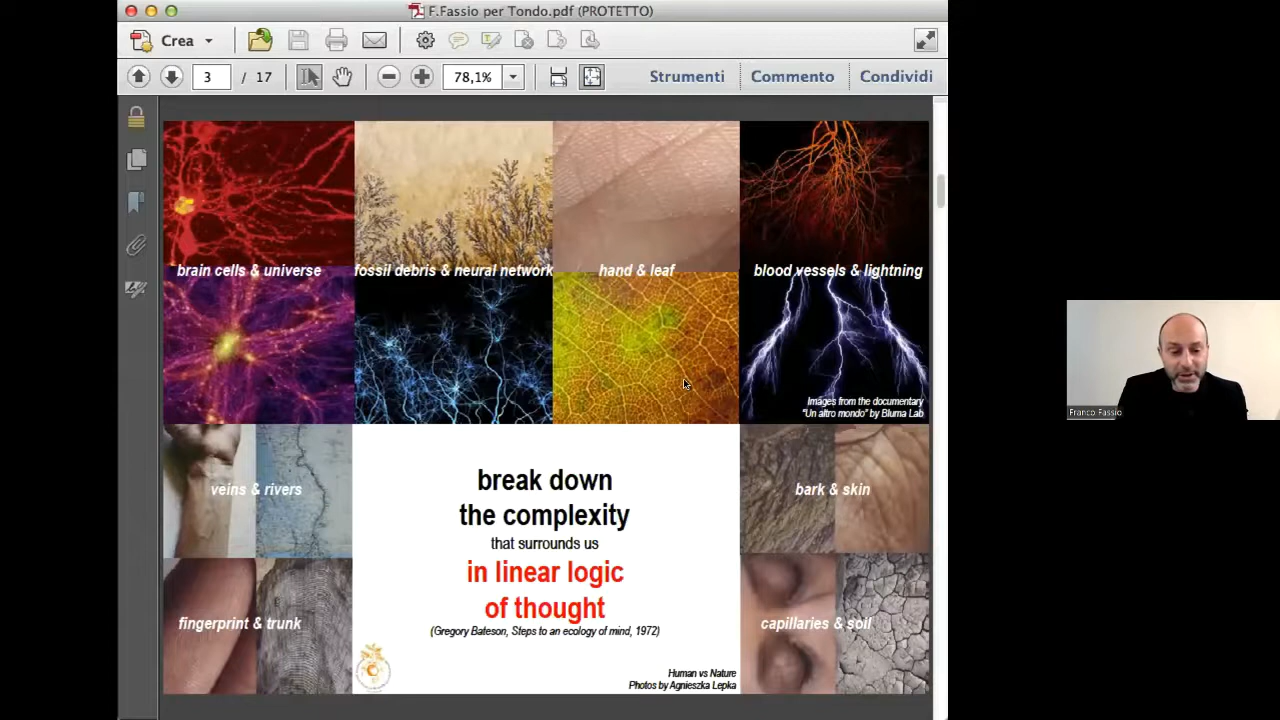 F.Fassio per Tondo.pdf (PROTETTO)
Crea
3 / 17
78,1%
Strumenti
Commento
Condividi
brain cells & universe
fossil debris & neural network
hand & leaf
blood vessels & lightning
Images from the documentary
"Un altro mondo" by Bluma Lab
veins & rivers
bark & skin
break down
the complexity
that surrounds us
in linear logic
of thought
(Gregory Bateson, Steps to an ecology of mind, 1972)
fingerprint & trunk
capillaries & soil
Human vs Nature
Photos by Agnieszka Lepka
Franco Fassio